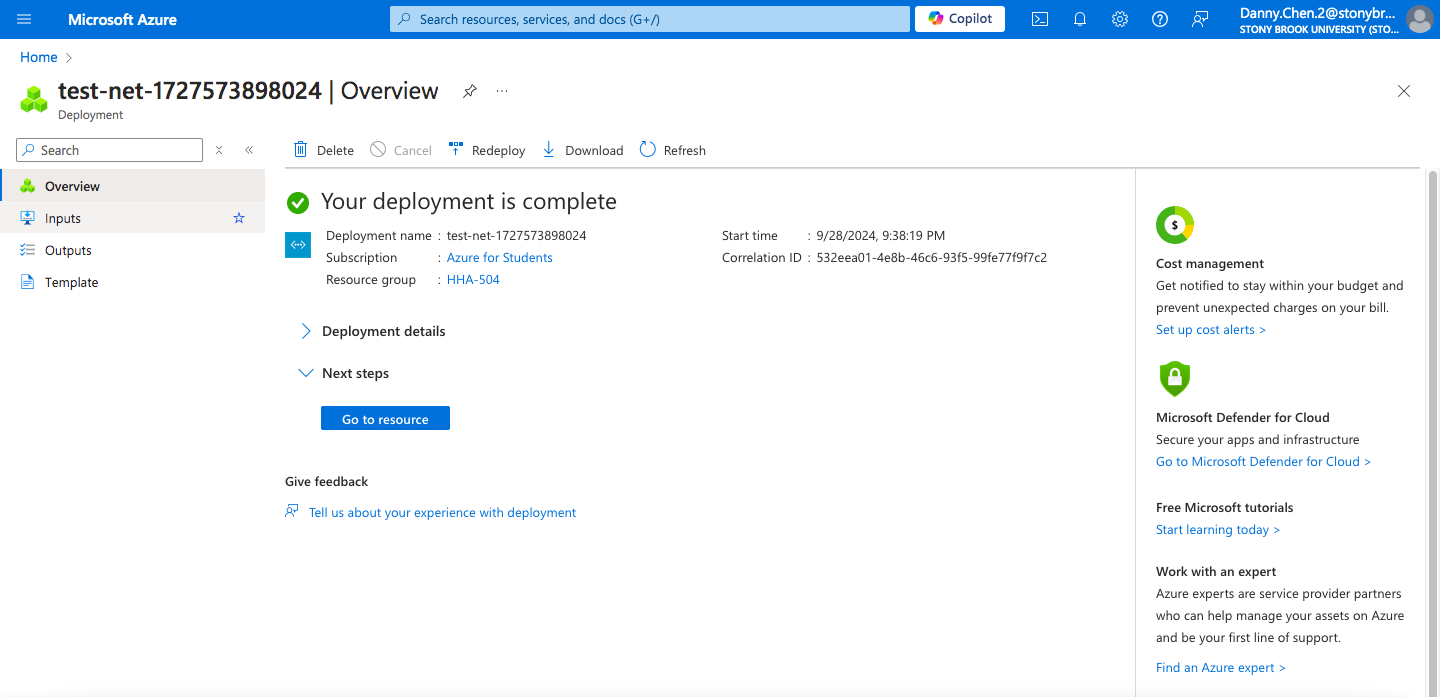 Microsoft Azure
Search resources, services, and docs (G+/)
Copilot
Danny.Chen.2@stonybr...
STONY BROOK UNIVERSITY (STO...
Home
test-net-1727573898024 | Overview
Deployment
Search
Delete
Cancel
Redeploy
Download
Refresh
Overview
Inputs
Outputs
Template
Your deployment is complete
Deployment name : test-net-1727573898024
Subscription : Azure for Students
Resource group : HHA-504
Start time : 9/28/2024, 9:38:19 PM
Correlation ID : 532eea01-4e8b-46c6-93f5-99fe77f9f7c2
Deployment details
Next steps
Go to resource
Give feedback
Tell us about your experience with deployment
$
Cost management
Get notified to stay within your budget and
prevent unexpected charges on your bill.
Set up cost alerts >
Microsoft Defender for Cloud
Secure your apps and infrastructure
Go to Microsoft Defender for Cloud >
Free Microsoft tutorials
Start learning today >
Work with an expert
Azure experts are service provider partners
who can help manage your assets on Azure
and be your first line of support.
Find an Azure expert >